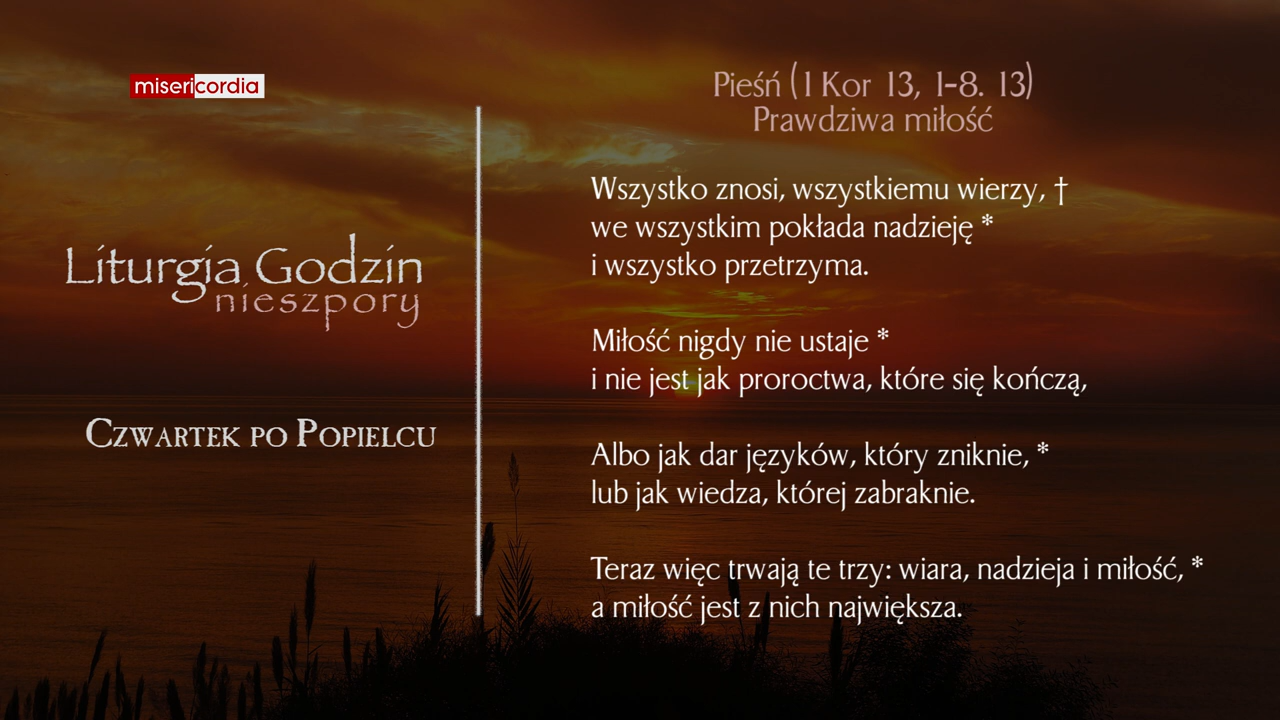 misericordia
Liturgia Godzin
nieszpory
Czwartek po Popielcu
Pieśń (1 Kor 13, 1-8. 13)
Prawdziwa miłość
Wszystko znosi, wszystkiemu wierzy, †
we wszystkim pokłada nadzieję *
i wszystko przetrzyma.
Miłość nigdy nie ustaje *
i nie jest jak proroctwa, które się kończą,
Albo jak dar języków, który zniknie, *
lub jak wiedza, której zabraknie.
Teraz więc trwają te trzy: wiara, nadzieja i miłość, *
a miłość jest z nich największa.